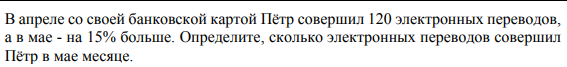 В апреле со своей банковской картой Пётр совершил 120 электронных переводов,
а в мае - на 15% больше. Определите, сколько электронных переводов совершил
Пётр в мае месяце.